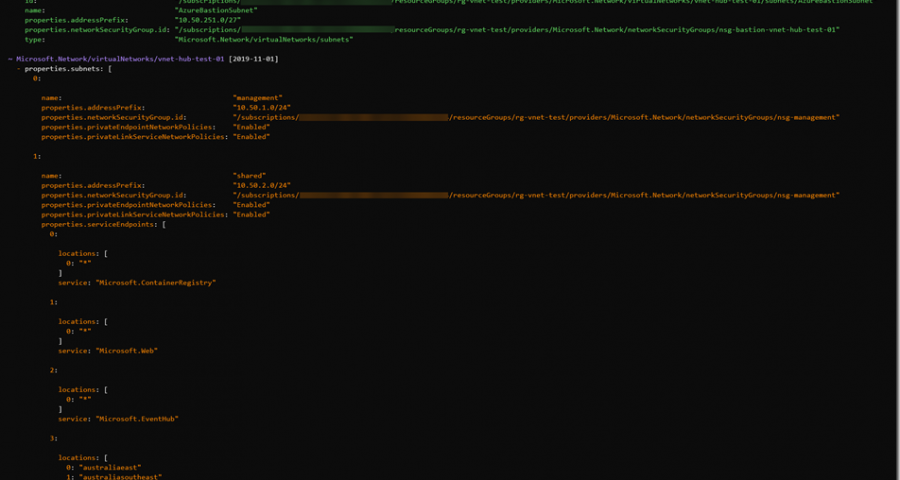 id: "/subscriptions/ /resourceGroups/rg-vnet-test/providers/Microsoft.Network/virtualNetworks/vnet-hub-test-01/subnets/AzureBastionSubnet"
name: "AzureBastionSubnet"
properties.addressPrefix: "10.50.251.0/27"
properties.networkSecurityGroup.id: "/subscriptions/ resourceGroups/rg-vnet-test/providers/Microsoft.Network/networkSecurityGroups/nsg-bastion-vnet-hub-test-01"
type: "Microsoft.Network/virtualNetworks/subnets"
~ Microsoft.Network/virtualNetworks/vnet-hub-test-01 [2019-11-01]
- properties.subnets: [
0:
name: "management"
properties.addressPrefix: "10.50.1.0/24"
properties.networkSecurityGroup.id: "/subscriptions/ /resourceGroups/rg-vnet-test/providers/Microsoft.Network/networkSecurityGroups/nsg-management"
properties.privateEndpointNetworkPolicies: "Enabled"
properties.privateLinkServiceNetworkPolicies: "Enabled"
1:
name: "shared"
properties.addressPrefix: "10.50.2.0/24"
properties.networkSecurityGroup.id: "/subscriptions/ /resourceGroups/rg-vnet-test/providers/Microsoft.Network/networkSecurityGroups/nsg-management"
properties.privateEndpointNetworkPolicies: "Enabled"
properties.privateLinkServiceNetworkPolicies: "Enabled"
properties.serviceEndpoints: [
0:
locations: [
0: "*"
]
service: "Microsoft.ContainerRegistry"
1:
locations: [
0: "*"
]
service: "Microsoft.Web"
2:
locations: [
0: "*"
]
service: "Microsoft.EventHub"
3:
locations: [
0: "australiaeast"
1: "australiasoutheast"